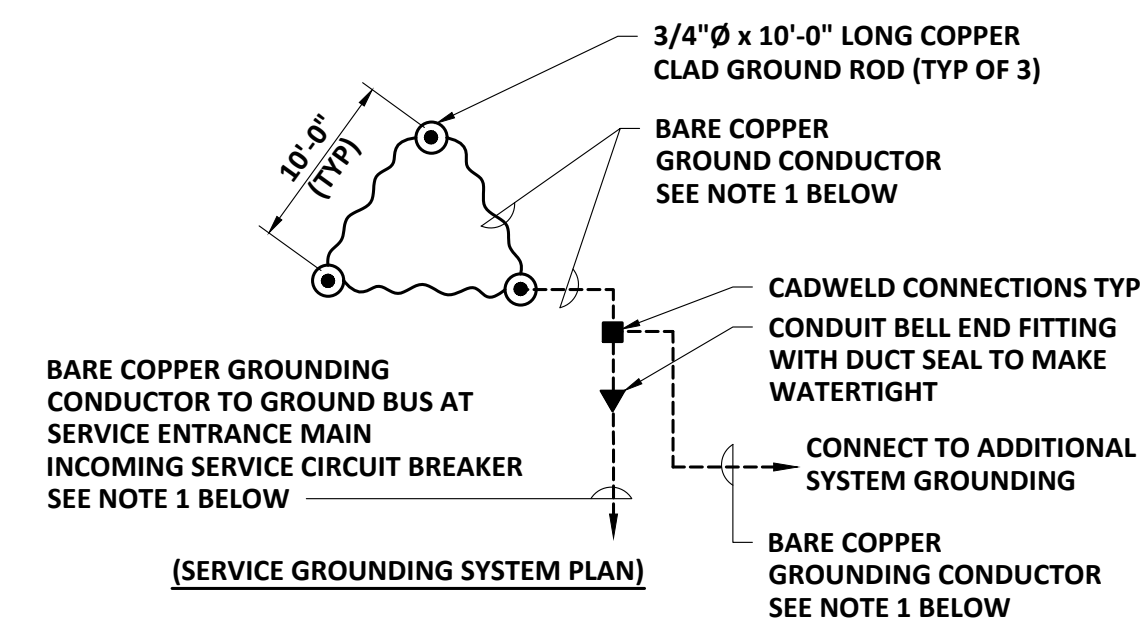 3/4"Ø x 10'-0" LONG COPPER
CLAD GROUND ROD (TYP OF 3)
10'-0"
(TYP)
BARE COPPER
GROUND CONDUCTOR
SEE NOTE 1 BELOW
CADWELD CONNECTIONS TYP
CONDUIT BELL END FITTING
WITH DUCT SEAL TO MAKE
WATERTIGHT
BARE COPPER GROUNDING
CONDUCTOR TO GROUND BUS AT
SERVICE ENTRANCE MAIN
INCOMING SERVICE CIRCUIT BREAKER
SEE NOTE 1 BELOW
CONNECT TO ADDITIONAL
SYSTEM GROUNDING
BARE COPPER
GROUNDING CONDUCTOR
SEE NOTE 1 BELOW
(SERVICE GROUNDING SYSTEM PLAN)